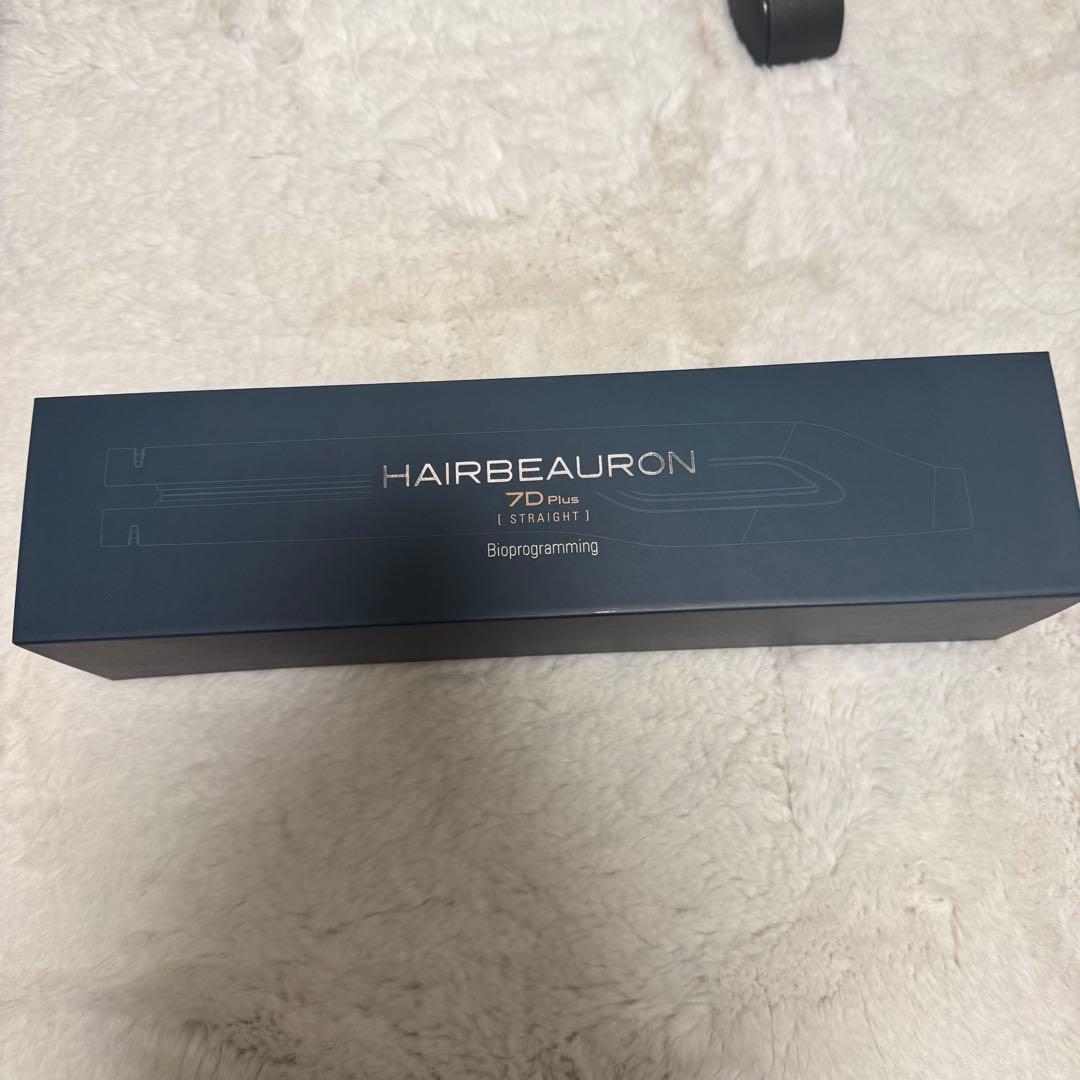 HAIRBEAURON
7D Plus
[ STRAIGHT ]
Bioprogramming